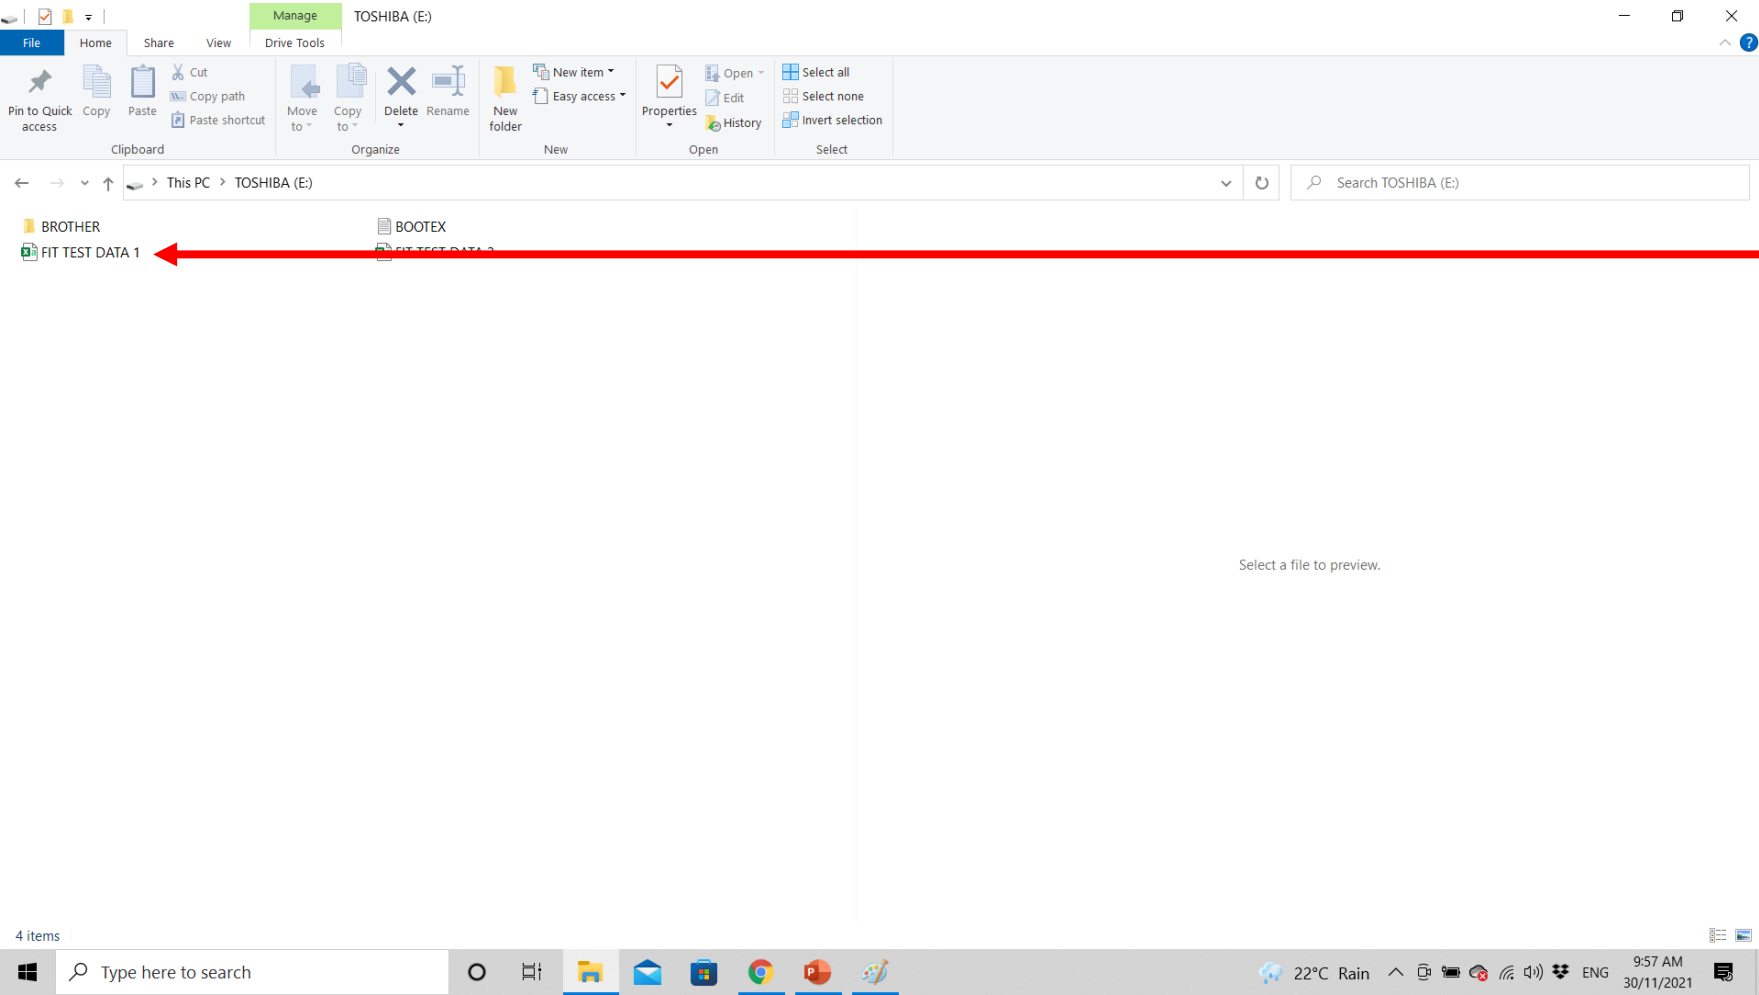 Manage
TOSHIBA (E:)
File
Home
Share
View
Drive Tools
Pin to Quick access
Copy
Paste
Cut
Copy path
Paste shortcut
Clipboard
Move to
Copy to
Delete
Rename
Organize
New folder
New item
Easy access
New
Properties
Open
Edit
History
Open
Select all
Select none
Invert selection
Select
This PC > TOSHIBA (E:)
Search TOSHIBA (E:)
BROTHER
BOOTEX
FIT TEST DATA 1
FIT TEST DATA 2
Select a file to preview.
4 items
Type here to search
22°C Rain
ENG
9:57 AM
30/11/2021